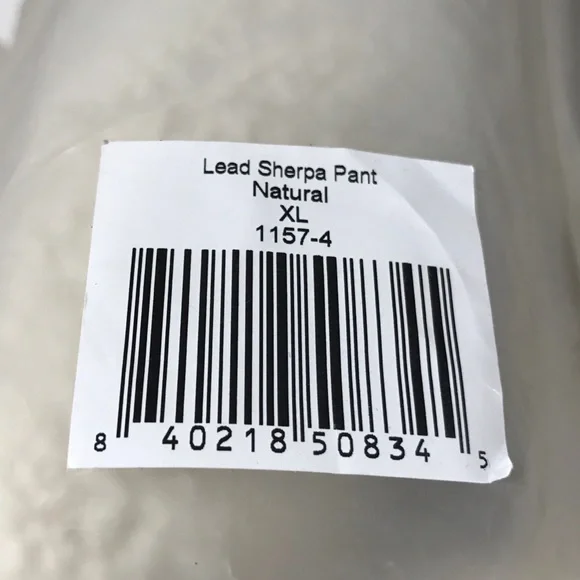 Lead Sherpa Pant
Natural
XL
1157-4
8 40218 50834 5